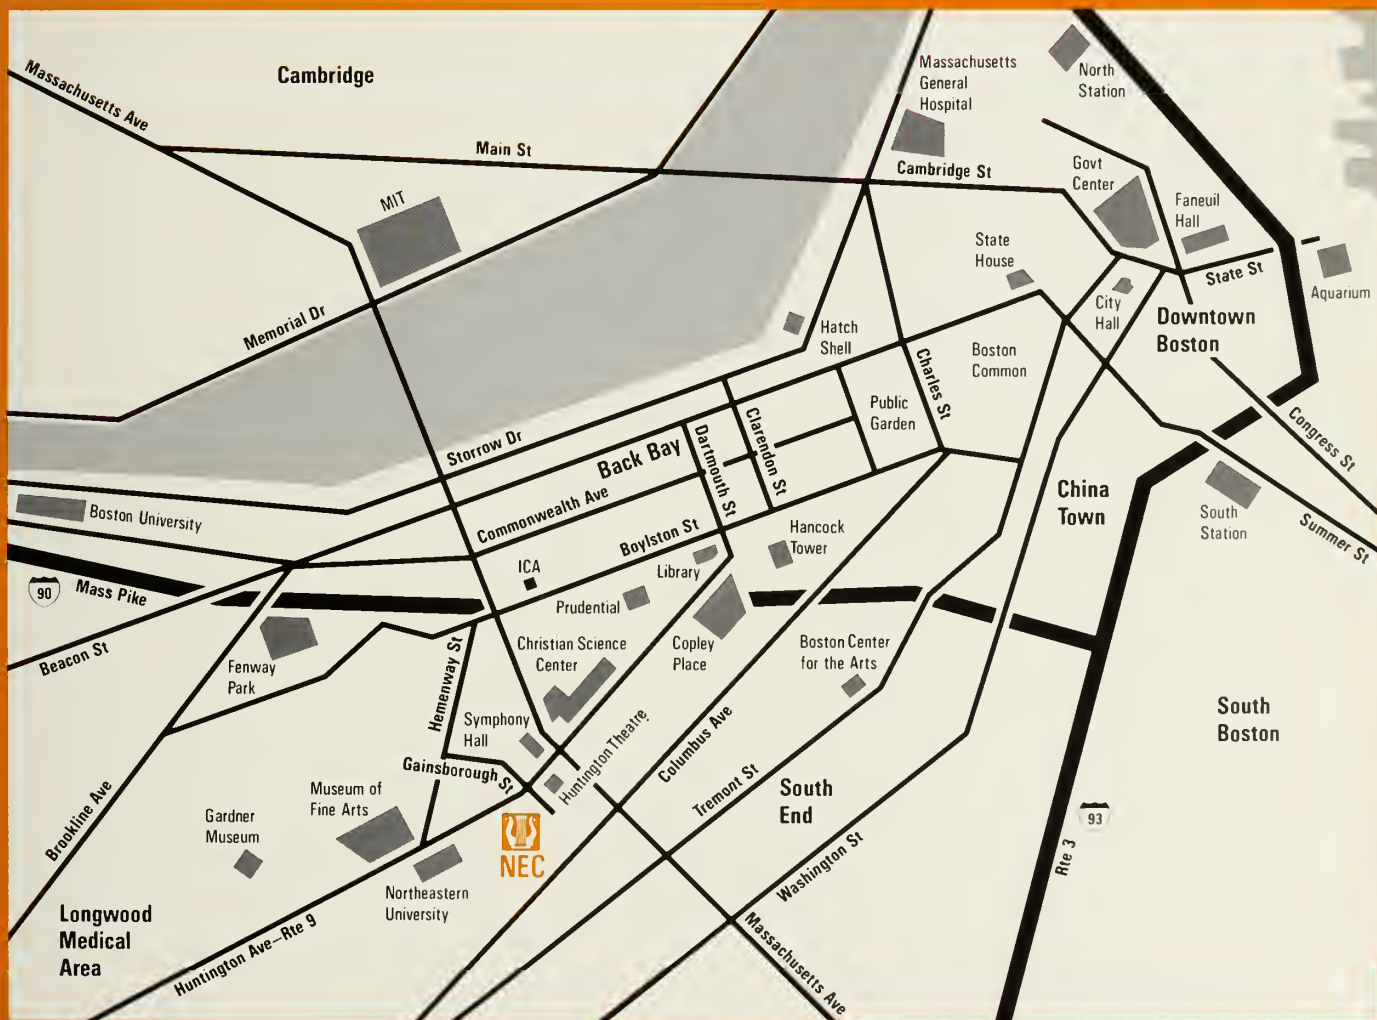 Cambridge
Massachusetts Ave
Main St
MIT
Memorial Dr
Massachusetts
General
Hospital
North
Station
Cambridge St
Govt
Center
Faneuil
Hall
State
House
State St
City
Hall
Aquarium
Downtown
Boston
Hatch
Shell
Boston
Common
Charles St
Public
Garden
Congress St
Storrow Dr
Back Bay
Dartmouth St
Clarendon St
Commonwealth Ave
Boylston St
Boston University
90
Mass Pike
Beacon St
ICA
Library
Hancock
Tower
Prudential
China
Town
South
Station
Summer St
Fenway
Park
Hemenway St
Christian Science
Center
Copley
Place
Boston Center
for the Arts
Symphony
Hall
Huntington Theatre
Gainsborough St
Columbus Ave
Tremont St
South
End
South
Boston
Brookline Ave
Gardner
Museum
Museum of
Fine Arts
NEC
Northeastern
University
Washington St
Rte 3
93
Longwood
Medical
Area
Huntington Ave–Rte 9
Massachusetts Ave